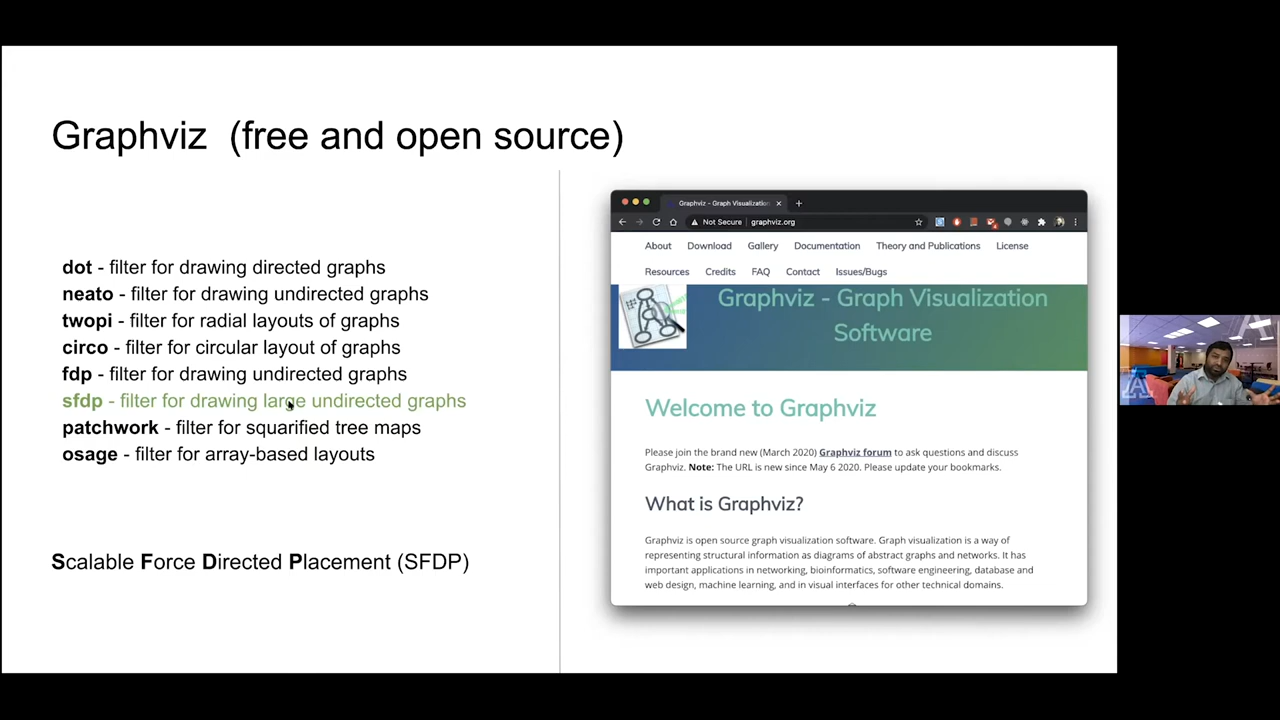 Graphviz (free and open source)
dot - filter for drawing directed graphs
neato - filter for drawing undirected graphs
twopi - filter for radial layouts of graphs
circo - filter for circular layout of graphs
fdp - filter for drawing undirected graphs
sfdp - filter for drawing large undirected graphs
patchwork - filter for squarified tree maps
osage - filter for array-based layouts
Scalable Force Directed Placement (SFDP)
Graphviz - Graph Visualization
Not Secure graphviz.org
About Download Gallery Documentation Theory and Publications License
Resources Credits FAQ Contact Issues/Bugs
Graphviz - Graph Visualization
Software
Welcome to Graphviz
Please join the brand new (March 2020) Graphviz forum to ask questions and discuss
Graphviz. Note: The URL is new since May 6 2020. Please update your bookmarks.
What is Graphviz?
Graphviz is open source graph visualization software. Graph visualization is a way of
representing structural information as diagrams of abstract graphs and networks. It has
important applications in networking, bioinformatics, software engineering, database and
web design, machine learning, and in visual interfaces for other technical domains.
A
A